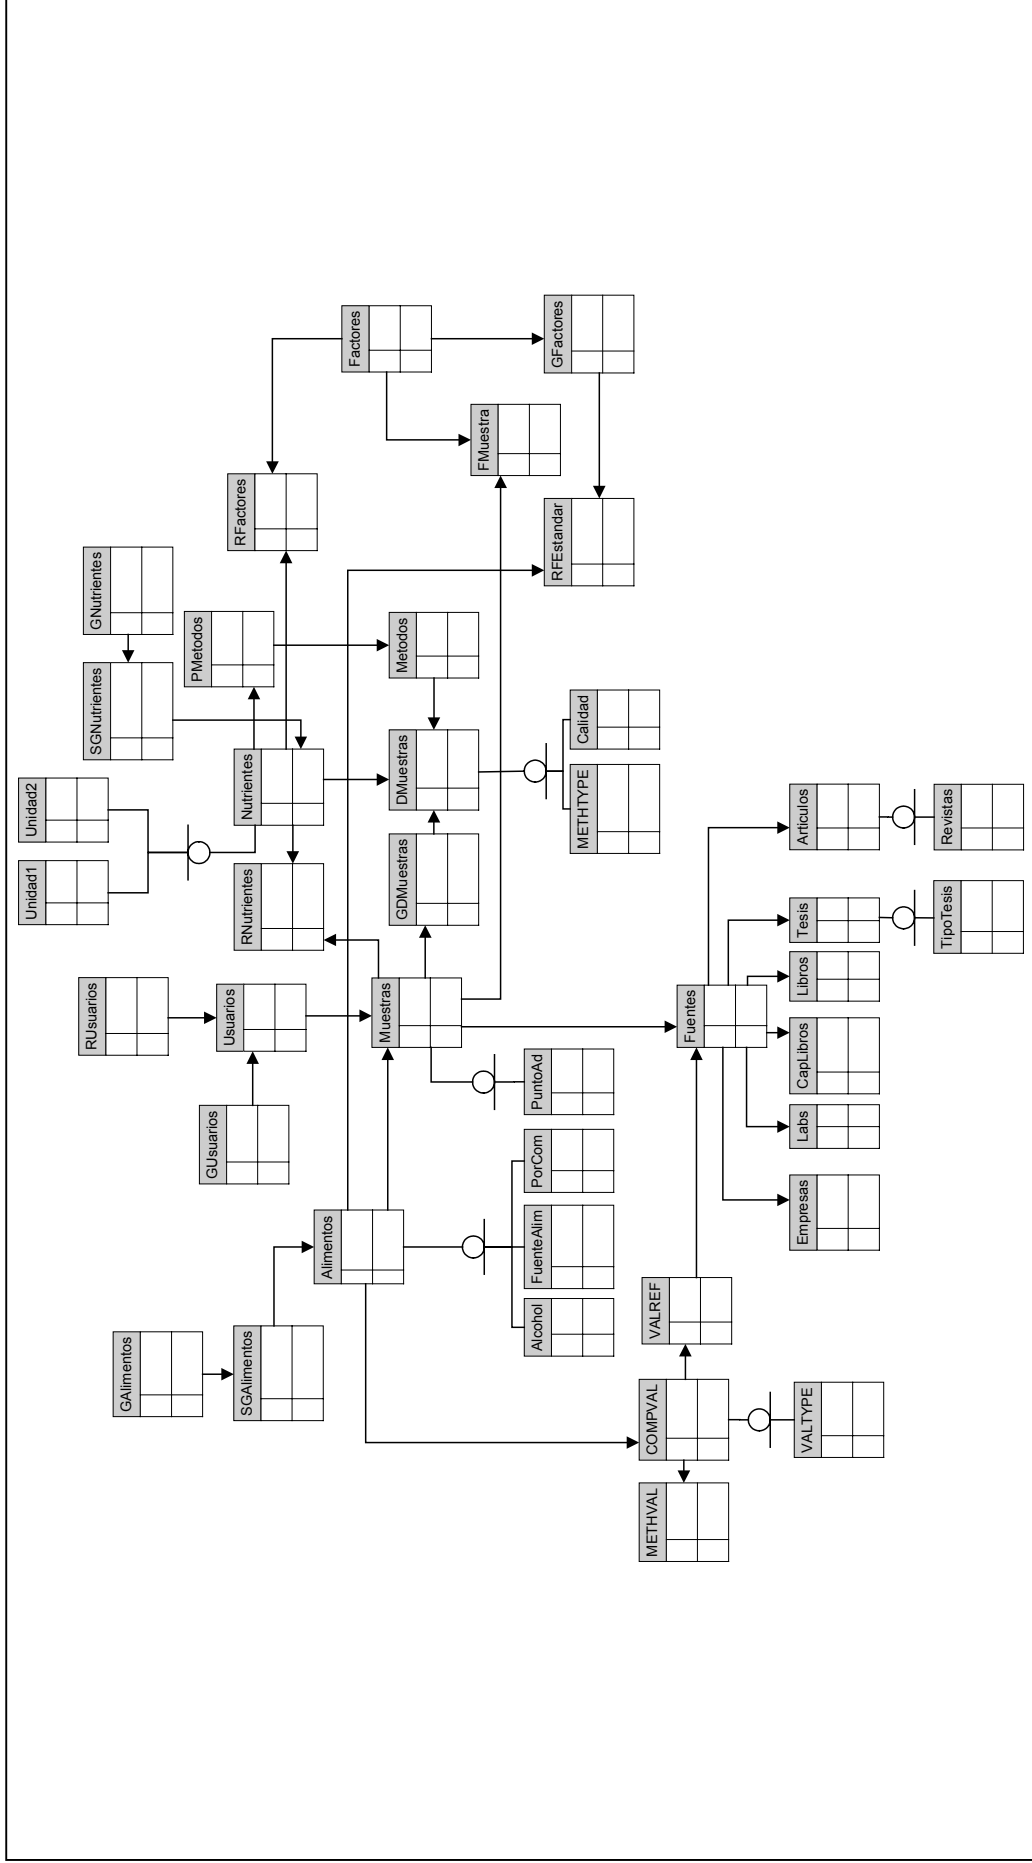 Unidad1
Unidad2
GAlimentos
RUsuarios
SGNutrientes
GNutrientes
GUsuarios
Usuarios
PMetodos
SGAlimentos
RNutrientes
Nutrientes
RFactores
Alimentos
Muestras
GDMuestras
DMuestras
Metodos
Factores
FMuestra
Alcohol
FuenteAlim
PorCom
PuntoAd
RFEstandar
GFactores
METHTYPE
Calidad
METHVAL
COMPVAL
VALREF
Fuentes
VALTYPE
Empresas
Labs
CapLibros
Libros
Tesis
Articulos
TipoTesis
Revistas